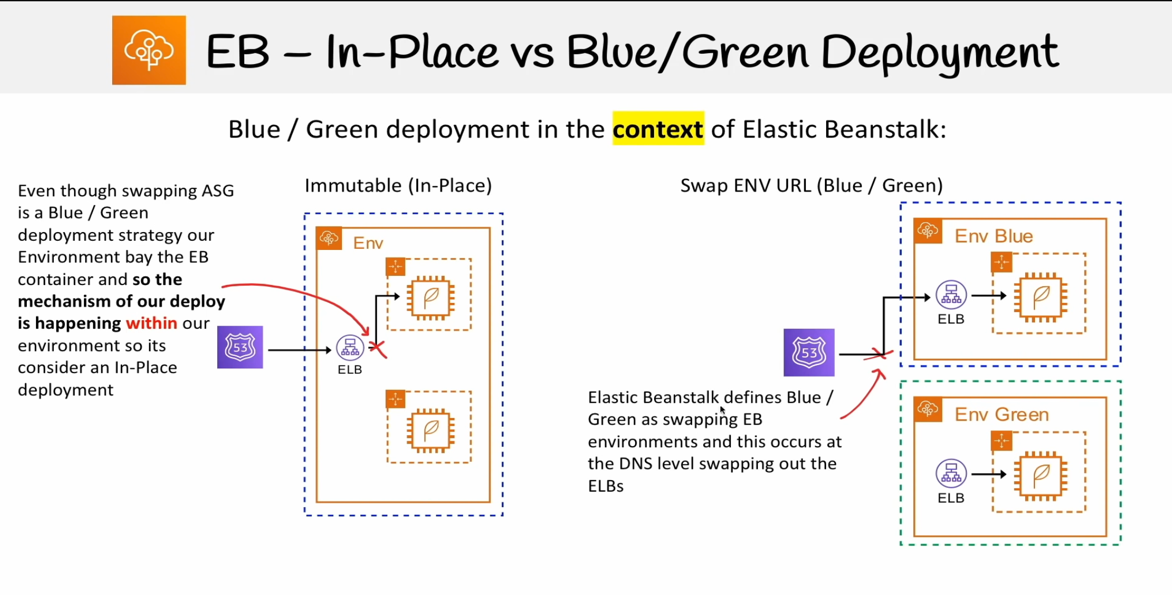 EB – In-Place vs Blue/Green Deployment
Blue / Green deployment in the context of Elastic Beanstalk:
Even though swapping ASG
is a Blue / Green
deployment strategy our
Environment bay the EB
container and so the
mechanism of our deploy
is happening within our
environment so its
consider an In-Place
deployment
Immutable (In-Place)
Env
53
ELB
Swap ENV URL (Blue / Green)
Env Blue
ELB
53
Elastic Beanstalk defines Blue /
Green as swapping EB
environments and this occurs at
the DNS level swapping out the
ELBs
Env Green
ELB